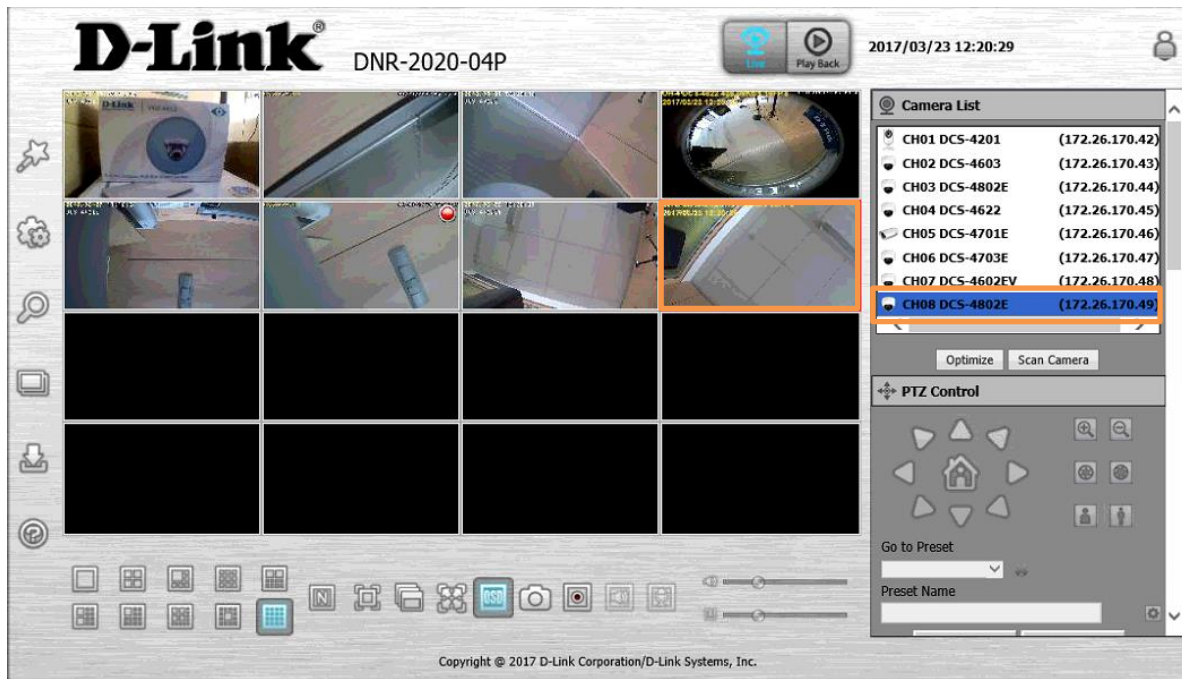 D-Link®
DNR-2020-04P
Live
Play Back
2017/03/23 12:20:29
D-Link
Camera List
CH01 DCS-4201 (172.26.170.42)
CH02 DCS-4603 (172.26.170.43)
CH03 DCS-4802E (172.26.170.44)
CH04 DCS-4622 (172.26.170.45)
CH05 DCS-4701E (172.26.170.46)
CH06 DCS-4703E (172.26.170.47)
CH07 DCS-4602EV (172.26.170.48)
CH08 DCS-4802E (172.26.170.49)
Optimize
Scan Camera
PTZ Control
Go to Preset
Preset Name
N
OSD
Copyright @ 2017 D-Link Corporation/D-Link Systems, Inc.